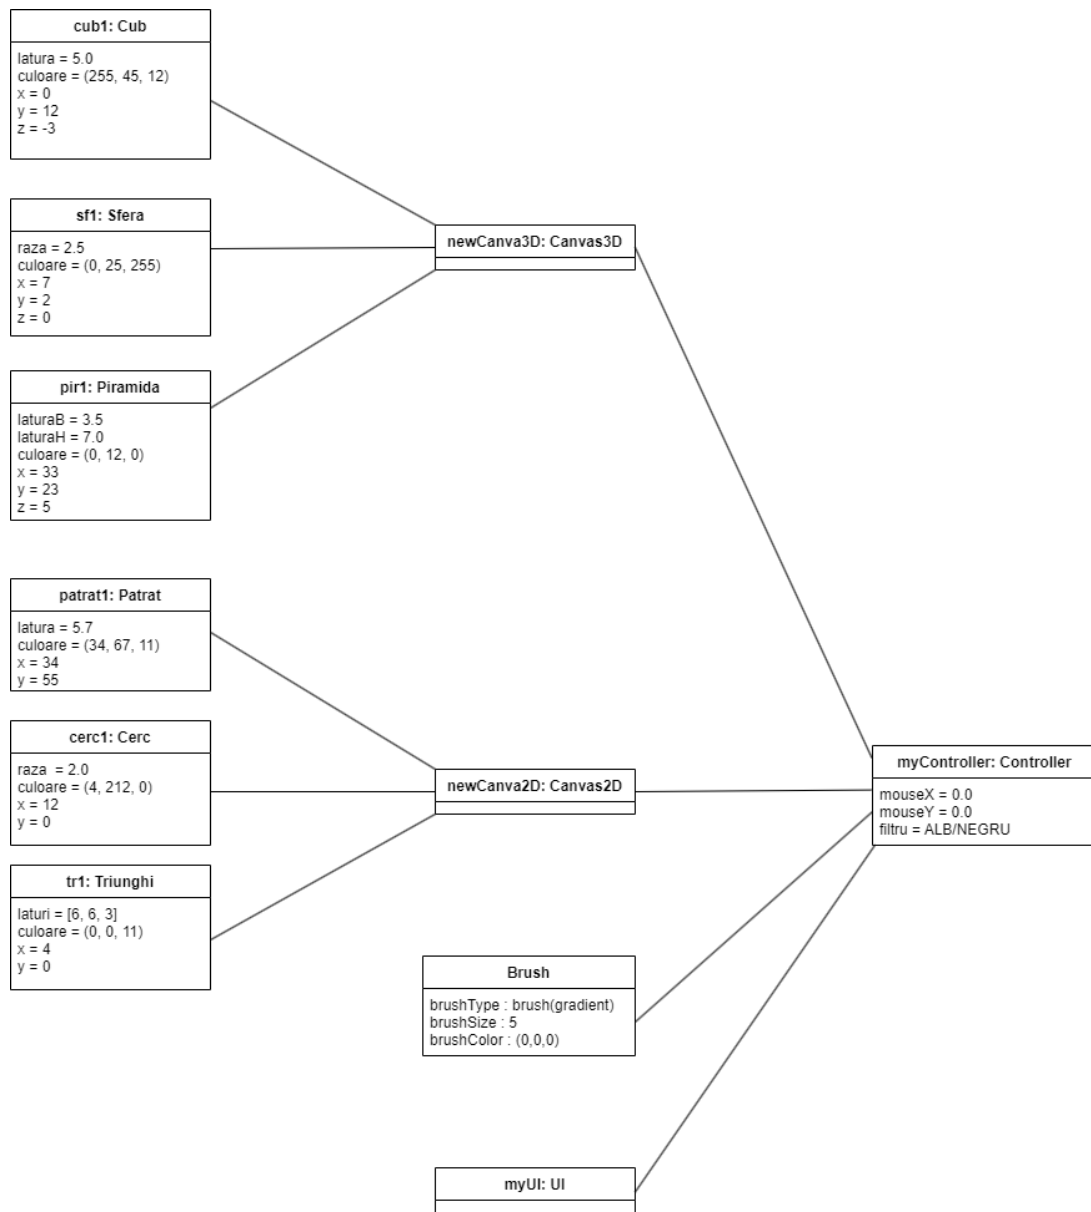 cub1: Cub
latura = 5.0
culoare = (255, 45, 12)
x = 0
y = 12
z = -3
sf1: Sfera
raza = 2.5
culoare = (0, 25, 255)
x = 7
y = 2
z = 0
newCanva3D: Canvas3D
pir1: Piramida
laturaB = 3.5
laturaH = 7.0
culoare = (0, 12, 0)
x = 33
y = 23
z = 5
patrat1: Patrat
latura = 5.7
culoare = (34, 67, 11)
x = 34
y = 55
cerc1: Cerc
raza  = 2.0
culoare = (4, 212, 0)
x = 12
y = 0
newCanva2D: Canvas2D
myController: Controller
mouseX = 0.0
mouseY = 0.0
filtru = ALB/NEGRU
tr1: Triunghi
laturi = [6, 6, 3]
culoare = (0, 0, 11)
x = 4
y = 0
Brush
brushType : brush(gradient)
brushSize : 5
brushColor : (0,0,0)
myUI: UI